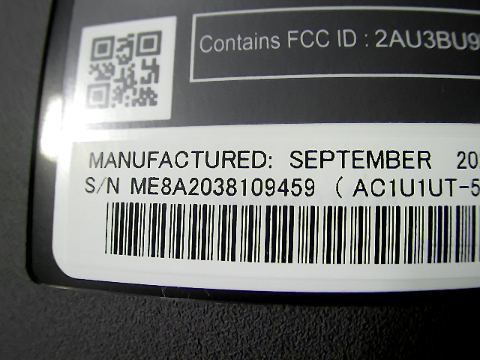 Contains FCC ID : 2AU3BU9
MANUFACTURED: SEPTEMBER 20
S/N ME8A2038109459 ( AC1U1UT-5